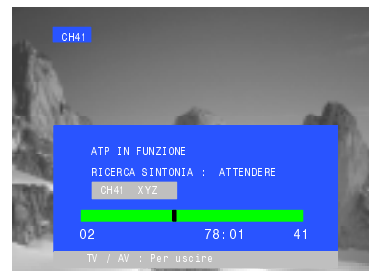 CH41
ATP IN FUNZIONE
RICERCA SINTONIA : ATTENDERE
CH41 XYZ
02 78:01 41
TV / AV : Per uscire